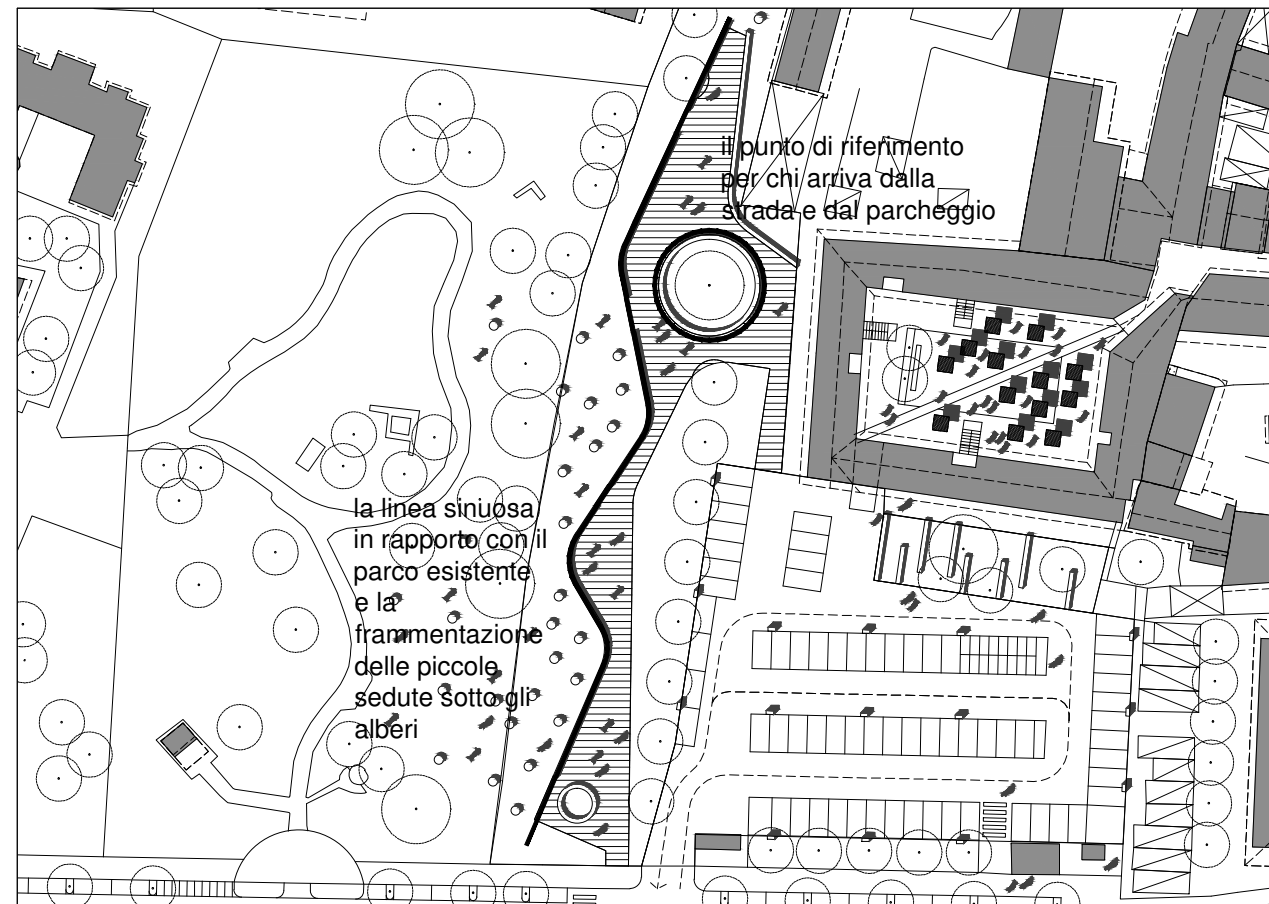 il punto di riferimento
per chi arriva dalla
strada e dal parcheggio
la linea sinuosa
in rapporto con il
parco esistente
e la
frammentazione
delle piccole
sedute sotto gli
alberi